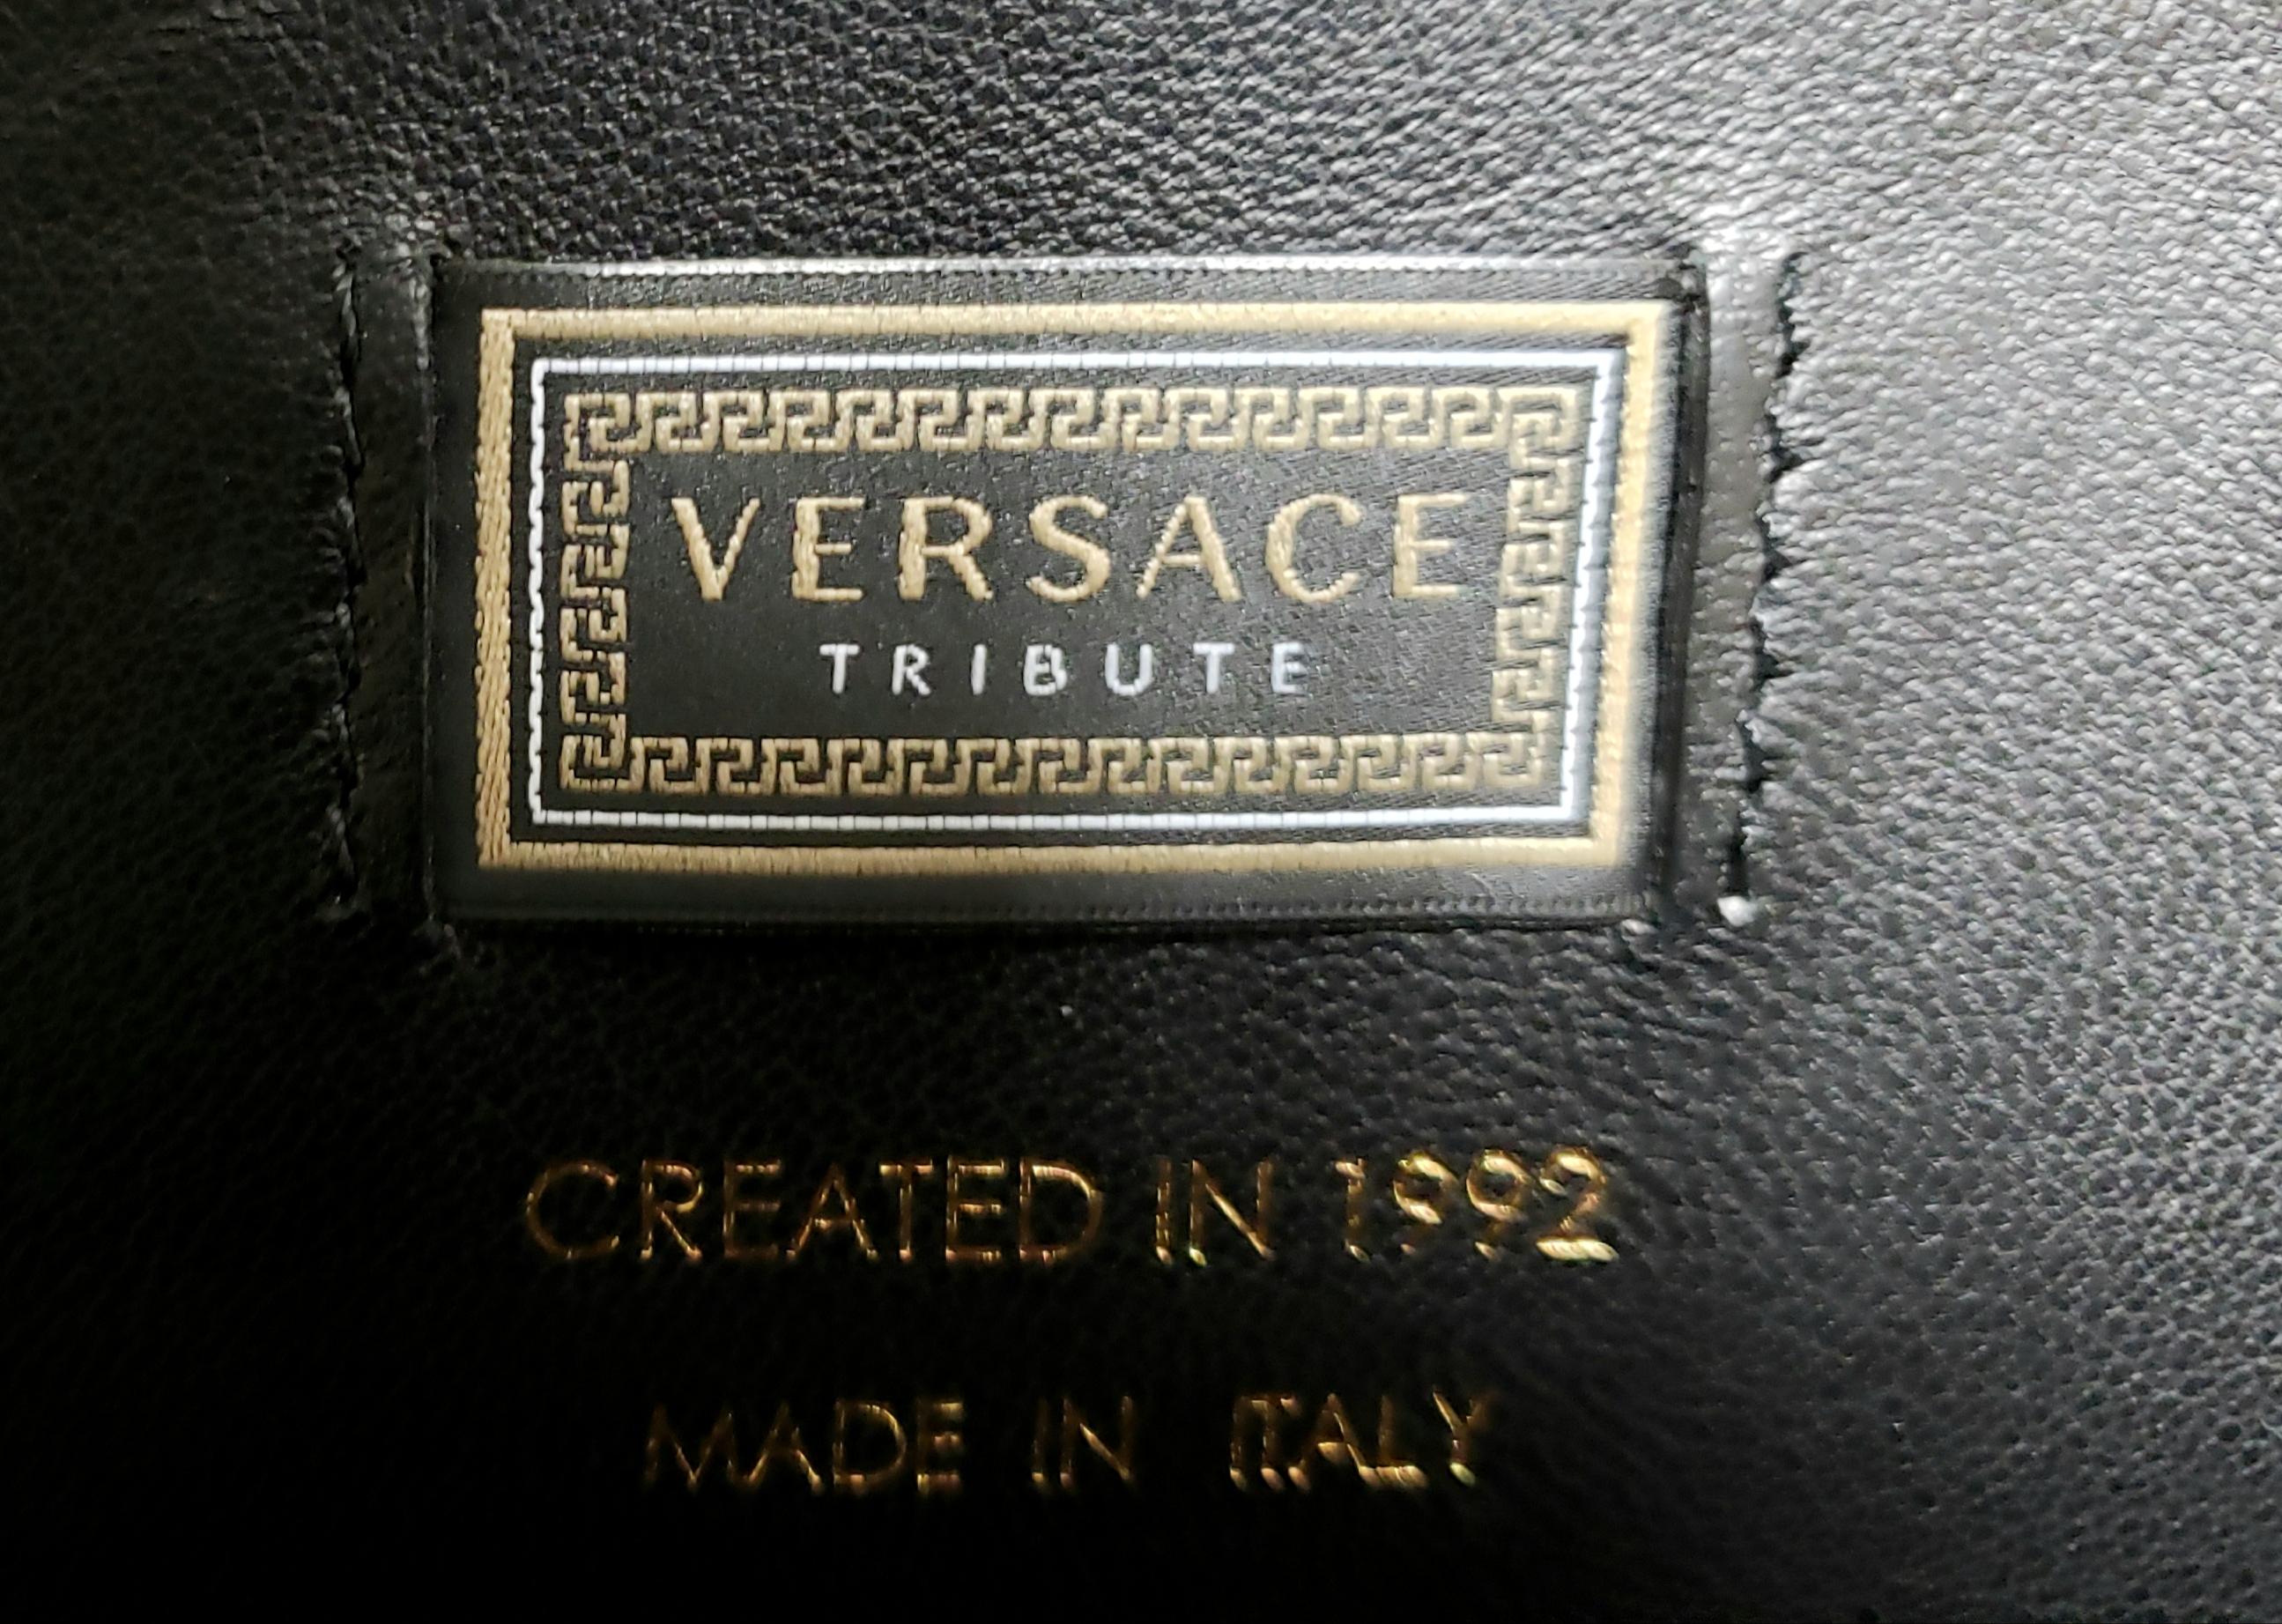 VERSACE
TRIBUTE
CREATED IN 1992
MADE IN ITALY